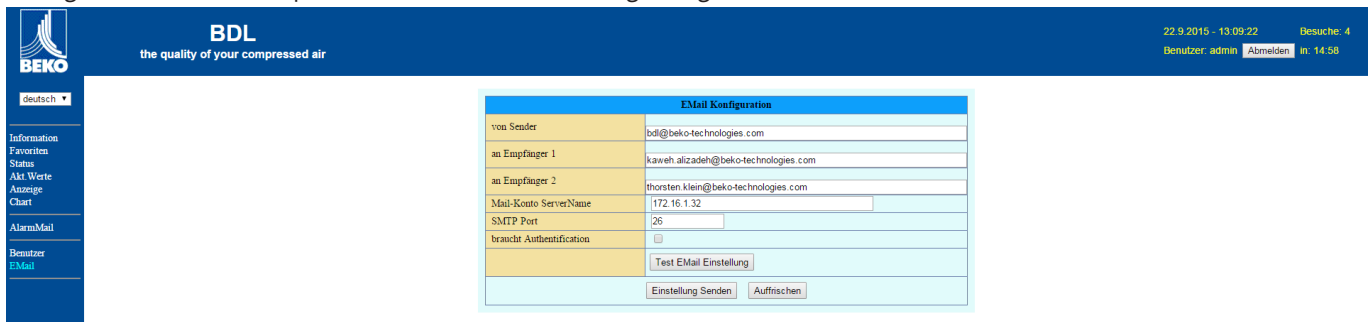 BEKO
BDL
the quality of your compressed air
22.9.2015 - 13:09:22 Besuche: 4
Benutzer: admin Abmelden in: 14:58
deutsch
Information
Favoriten
Status
Akt.Werte
Anzeige
Chart
AlarmMail
Benutzer
EMail
EMail Konfiguration
von Sender bdl@beko-technologies.com
an Empfänger 1 kaweh.alizadeh@beko-technologies.com
an Empfänger 2 thorsten.klein@beko-technologies.com
Mail-Konto ServerName 172.16.1.32
SMTP Port 26
braucht Authentification
Test EMail Einstellung
Einstellung Senden Auffrischen